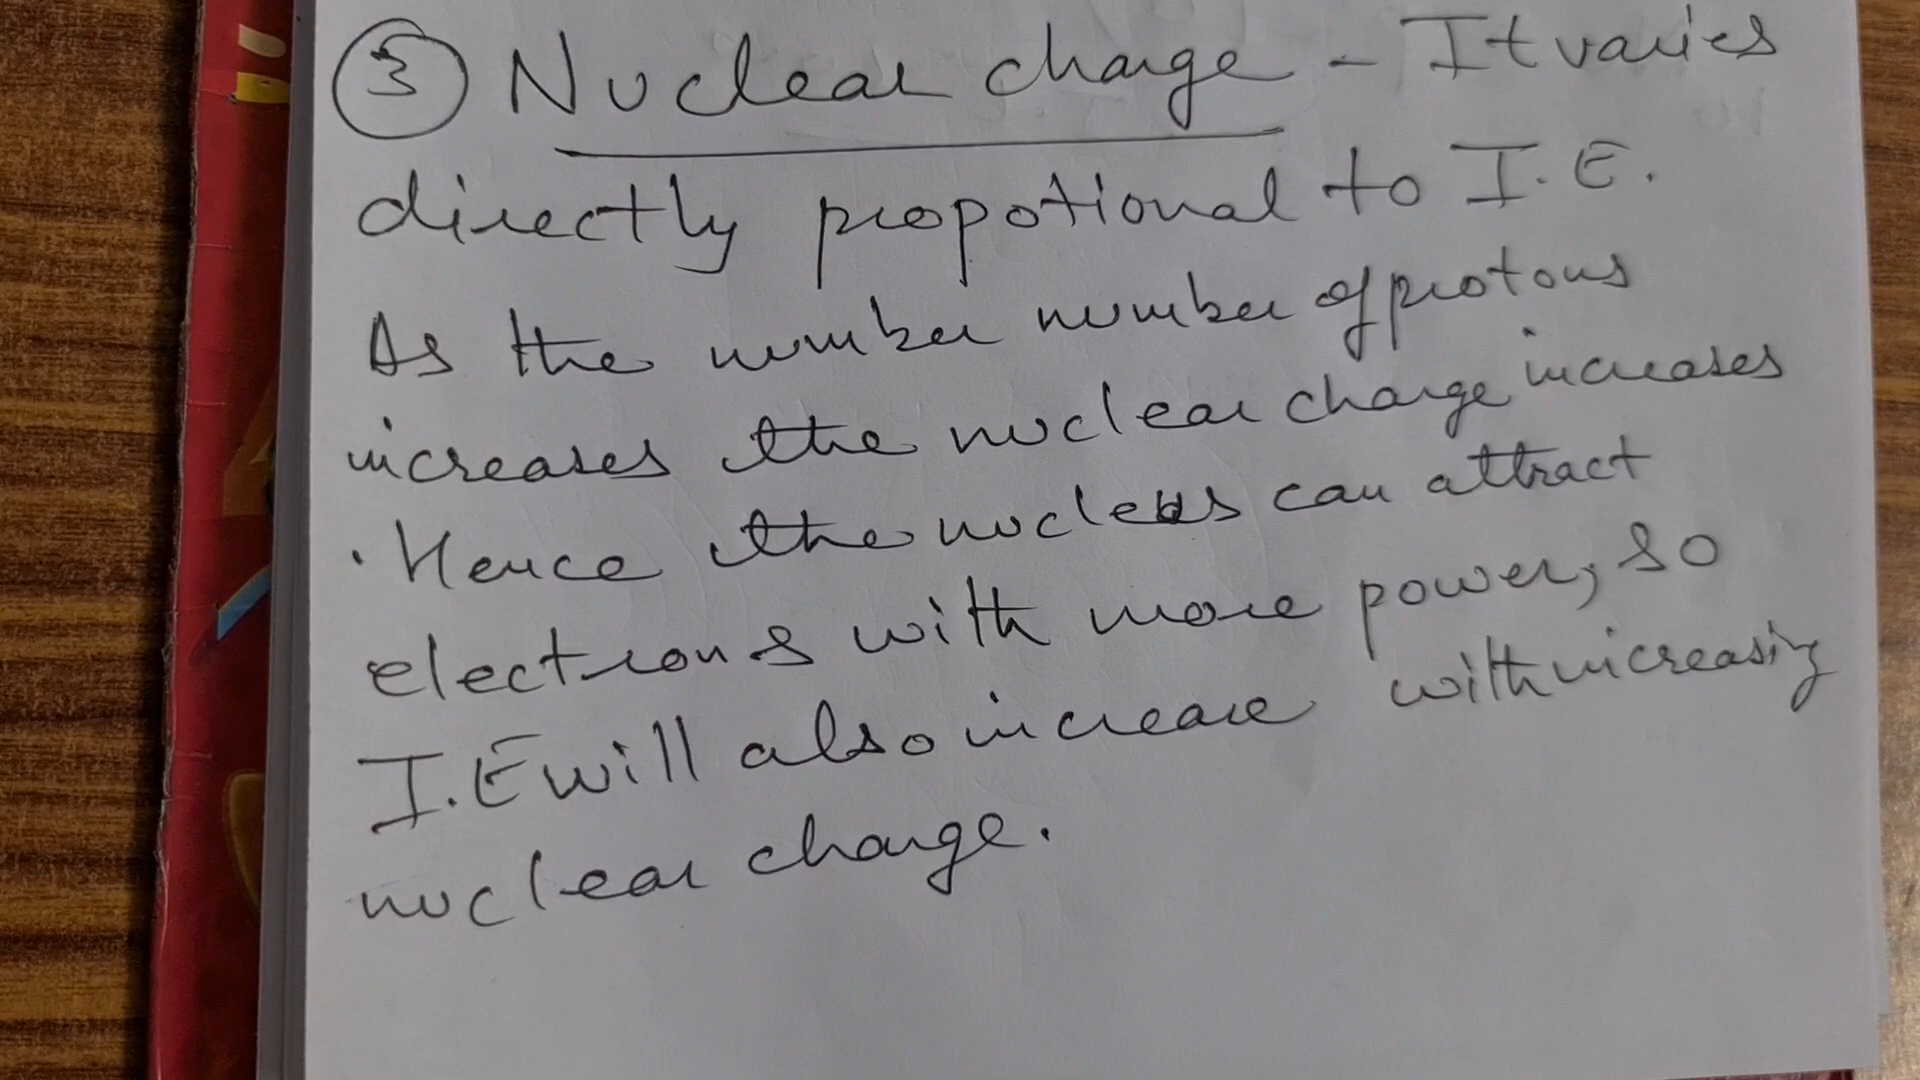 3 Nuclear charge - It varies
directly propotional to I.E.
As the number number of protons
increases the nuclear charge increases
. Hence the nucleus can attract
electrons with more power, so
I.E will also increase with increasing
nuclear charge.